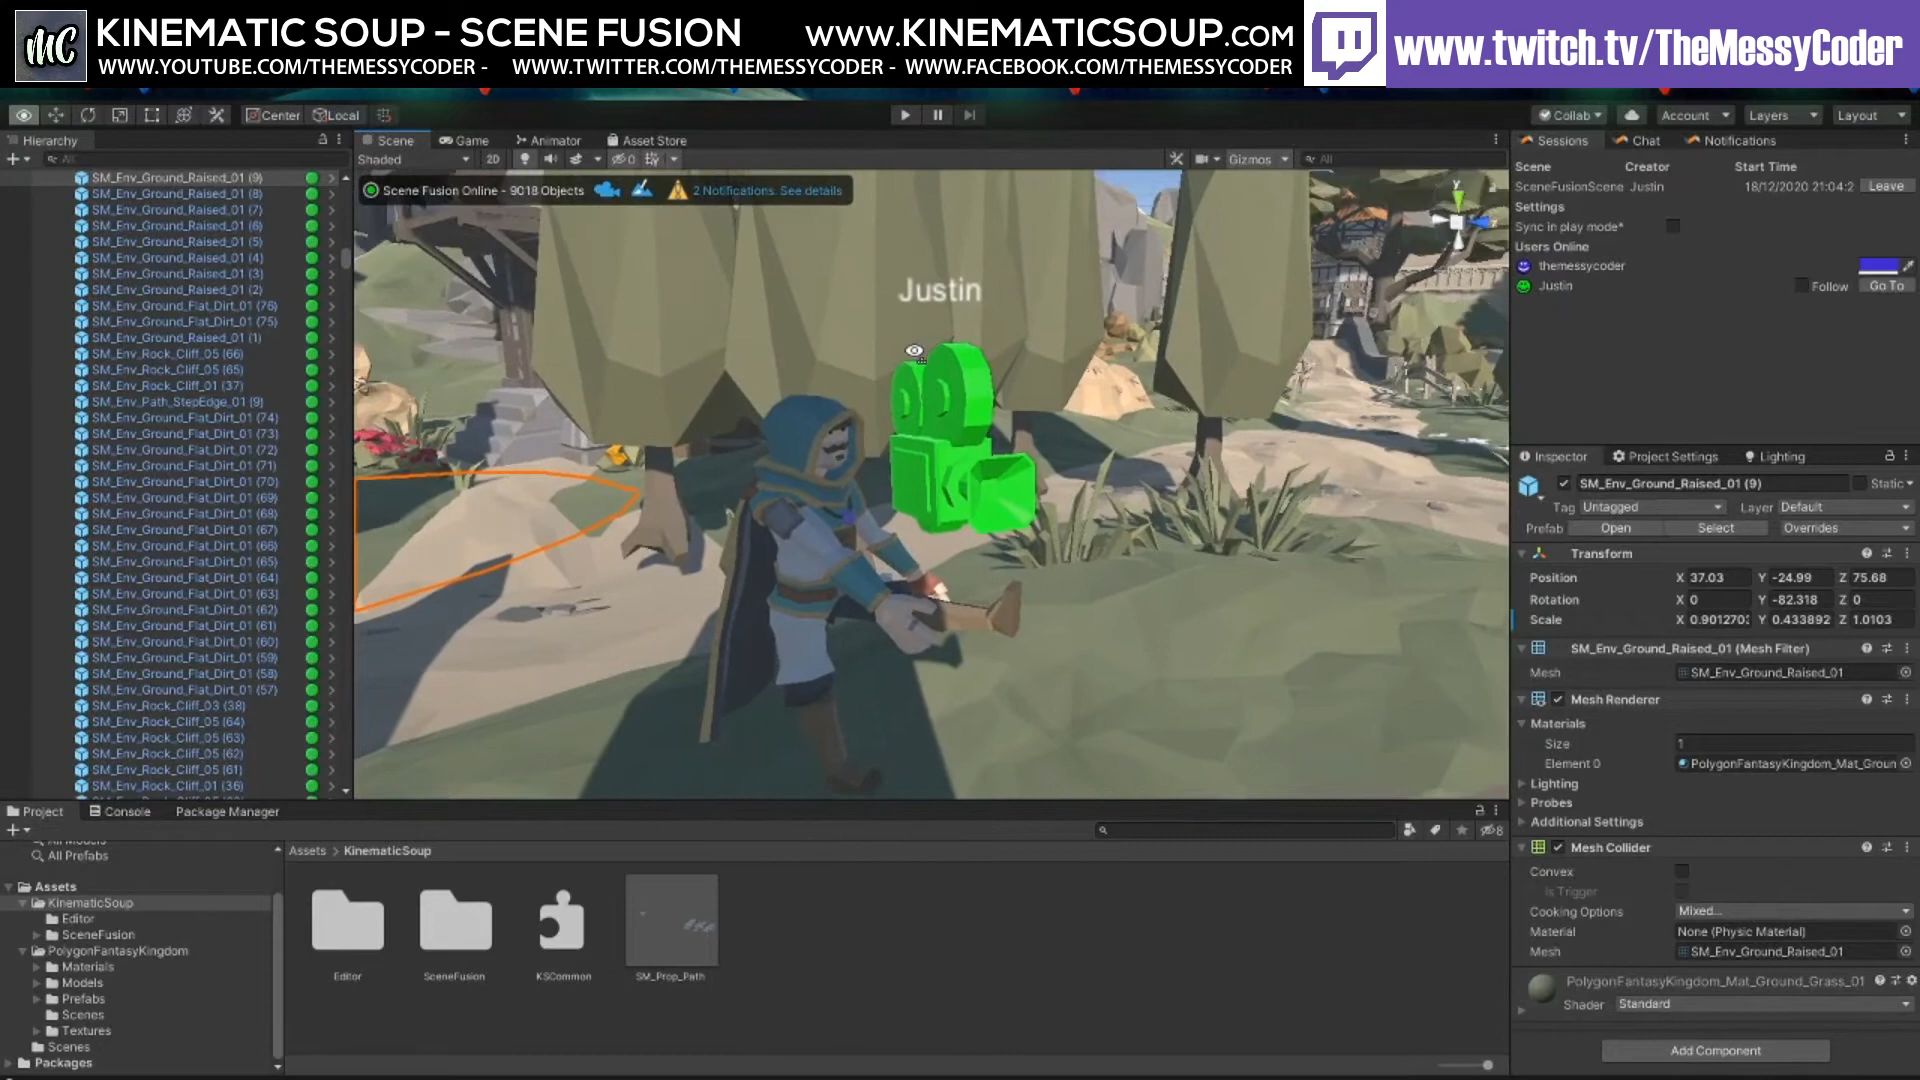 MC
KINEMATIC SOUP - SCENE FUSION
WWW.KINEMATICSOUP.COM
WWW.YOUTUBE.COM/THEMESSYCODER - WWW.TWITTER.COM/THEMESSYCODER - WWW.FACEBOOK.COM/THEMESSYCODER
www.twitch.tv/TheMessyCoder
Center
Local
Collab
Account
Layers
Layout
Hierarchy
All
SM_Env_Ground_Raised_01 (9)
SM_Env_Ground_Raised_01 (8)
SM_Env_Ground_Raised_01 (7)
SM_Env_Ground_Raised_01 (6)
SM_Env_Ground_Raised_01 (5)
SM_Env_Ground_Raised_01 (4)
SM_Env_Ground_Raised_01 (3)
SM_Env_Ground_Raised_01 (2)
SM_Env_Ground_Flat_Dirt_01 (76)
SM_Env_Ground_Flat_Dirt_01 (75)
SM_Env_Ground_Raised_01 (1)
SM_Env_Rock_Cliff_05 (66)
SM_Env_Rock_Cliff_05 (65)
SM_Env_Rock_Cliff_01 (37)
SM_Env_Path_StepEdge_01 (9)
SM_Env_Ground_Flat_Dirt_01 (74)
SM_Env_Ground_Flat_Dirt_01 (73)
SM_Env_Ground_Flat_Dirt_01 (72)
SM_Env_Ground_Flat_Dirt_01 (71)
SM_Env_Ground_Flat_Dirt_01 (70)
SM_Env_Ground_Flat_Dirt_01 (69)
SM_Env_Ground_Flat_Dirt_01 (68)
SM_Env_Ground_Flat_Dirt_01 (67)
SM_Env_Ground_Flat_Dirt_01 (66)
SM_Env_Ground_Flat_Dirt_01 (65)
SM_Env_Ground_Flat_Dirt_01 (64)
SM_Env_Ground_Flat_Dirt_01 (63)
SM_Env_Ground_Flat_Dirt_01 (62)
SM_Env_Ground_Flat_Dirt_01 (61)
SM_Env_Ground_Flat_Dirt_01 (60)
SM_Env_Ground_Flat_Dirt_01 (59)
SM_Env_Ground_Flat_Dirt_01 (58)
SM_Env_Ground_Flat_Dirt_01 (57)
SM_Env_Rock_Cliff_03 (38)
SM_Env_Rock_Cliff_05 (64)
SM_Env_Rock_Cliff_05 (63)
SM_Env_Rock_Cliff_05 (62)
SM_Env_Rock_Cliff_05 (61)
SM_Env_Rock_Cliff_01 (36)
Scene Game Animator Asset Store
Shaded 2D 0 Gizmos All
Scene Fusion Online - 9018 Objects 2 Notifications. See details
y
Justin
Sessions Chat Notifications
Scene Creator Start Time
SceneFusionScene Justin 18/12/2020 21:04:2 Leave
Settings
Sync in play mode*
Users Online
themessycoder
Justin Follow Go To
Inspector Project Settings Lighting
SM_Env_Ground_Raised_01 (9) Static
Tag Untagged Layer Default
Prefab Open Select Overrides
Transform
Position X 37.03 Y -24.99 Z 75.68
Rotation X 0 Y -82.318 Z 0
Scale X 0.901270 Y 0.433892 Z 1.0103
SM_Env_Ground_Raised_01 (Mesh Filter)
Mesh SM_Env_Ground_Raised_01
Mesh Renderer
Materials
Size 1
Element 0 PolygonFantasyKingdom_Mat_Groun
Lighting
Probes
Additional Settings
Mesh Collider
Convex
Is Trigger
Cooking Options Mixed...
Material None (Physic Material)
Mesh SM_Env_Ground_Raised_01
PolygonFantasyKingdom_Mat_Ground_Grass_01
Shader Standard
Add Component
Project Console Package Manager
8
All Models
All Prefabs
Assets
KinematicSoup
Editor
SceneFusion
PolygonFantasyKingdom
Materials
Models
Prefabs
Scenes
Textures
Scenes
Packages
Assets > KinematicSoup
Editor SceneFusion KSCommon SM_Prop_Path